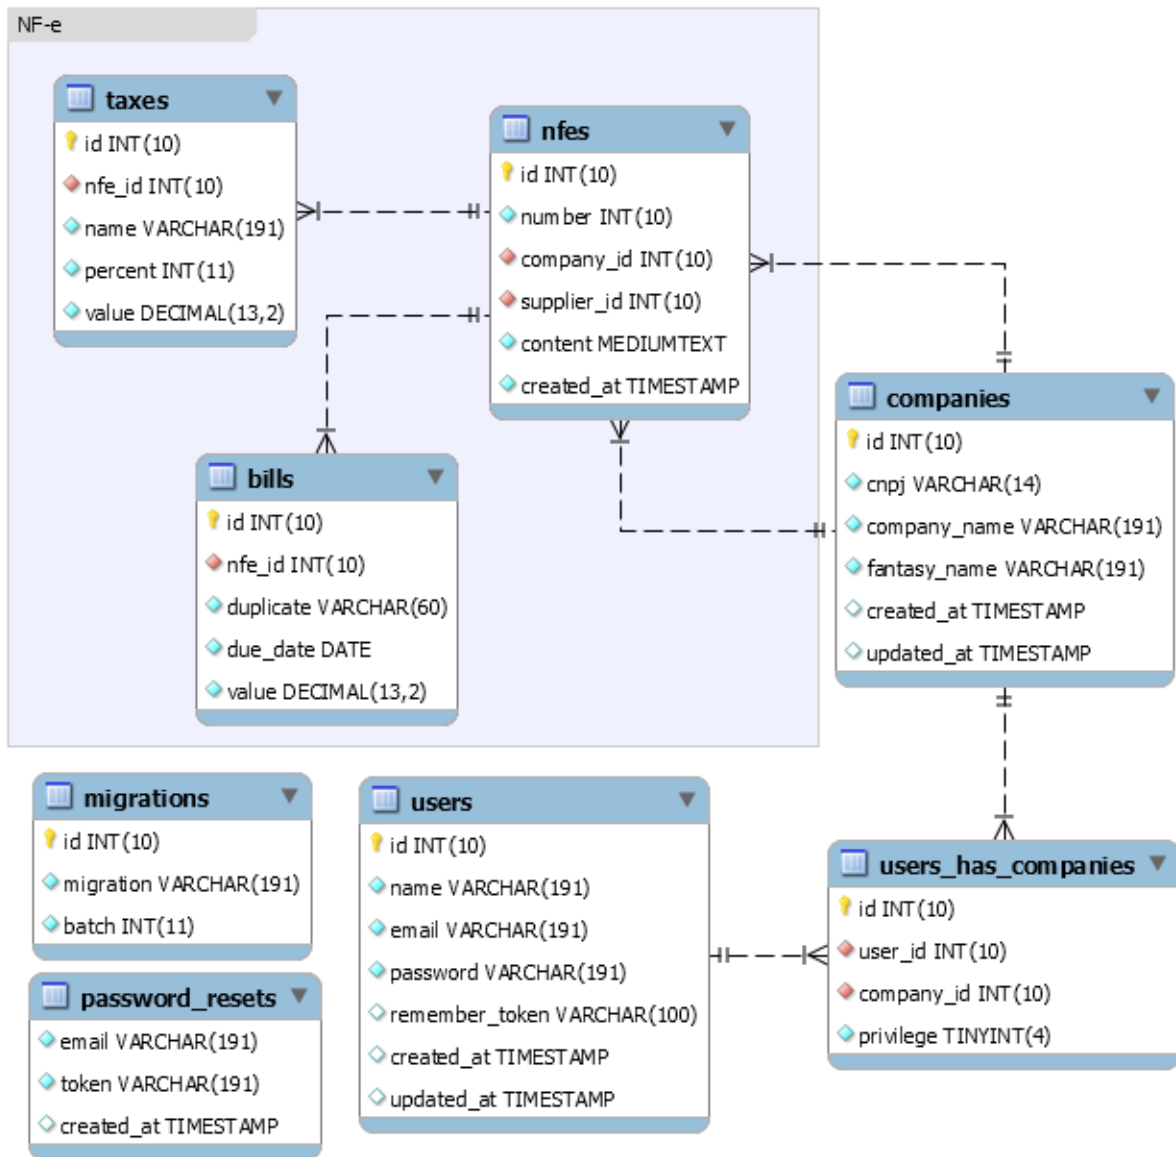 NF-e
taxes
id INT(10)
nfe_id INT(10)
name VARCHAR(191)
percent INT(11)
value DECIMAL(13,2)
nfes
id INT(10)
number INT(10)
company_id INT(10)
supplier_id INT(10)
content MEDIUMTEXT
created_at TIMESTAMP
bills
id INT(10)
nfe_id INT(10)
duplicate VARCHAR(60)
due_date DATE
value DECIMAL(13,2)
companies
id INT(10)
cnpj VARCHAR(14)
company_name VARCHAR(191)
fantasy_name VARCHAR(191)
created_at TIMESTAMP
updated_at TIMESTAMP
migrations
id INT(10)
migration VARCHAR(191)
batch INT(11)
password_resets
email VARCHAR(191)
token VARCHAR(191)
created_at TIMESTAMP
users
id INT(10)
name VARCHAR(191)
email VARCHAR(191)
password VARCHAR(191)
remember_token VARCHAR(100)
created_at TIMESTAMP
updated_at TIMESTAMP
users_has_companies
id INT(10)
user_id INT(10)
company_id INT(10)
privilege TINYINT(4)